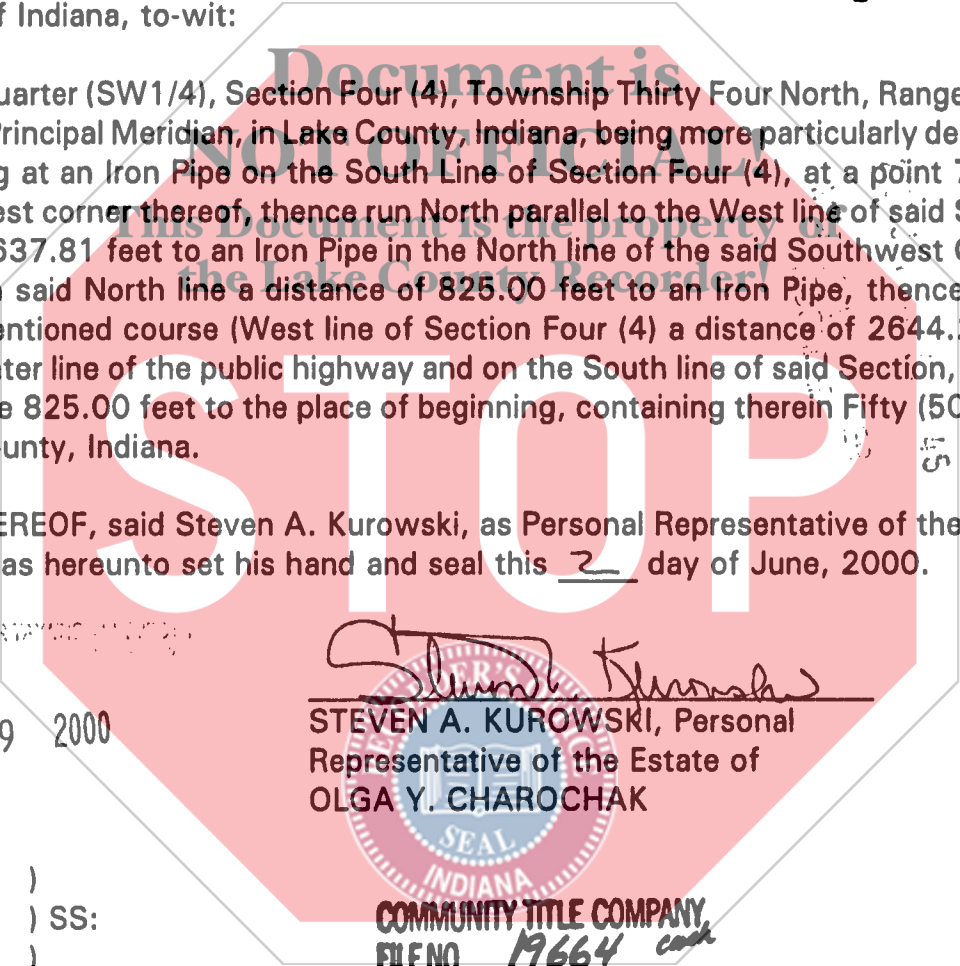 of Indiana, to-wit:
Document is
uarter (SW1/4), Section Four (4), Township Thirty Four North, Range
Principal Meridian, in Lake County, Indiana, being more particularly de
NOT OFFICIAL!
g at an Iron Pipe on the South Line of Section Four (4), at a point 7
est corner thereof, thence run North parallel to the West line of said S
This Document is the property of
637.81 feet to an Iron Pipe in the North line of the said Southwest
the Lake County Recorder!
said North line a distance of 825.00 feet to an Iron Pipe, thence
entioned course (West line of Section Four (4) a distance of 2644.
ter line of the public highway and on the South line of said Section,
e 825.00 feet to the place of beginning, containing therein Fifty (50
unty, Indiana.
STOP
EREOF, said Steven A. Kurowski, as Personal Representative of the
as hereunto set his hand and seal this 2 day of June, 2000.
Steven A. Kurowski
9 2000
STEVEN A. KUROWSKI, Personal
Representative of the Estate of
OLGA Y. CHAROCHAK
RECORDER'S OFFICE
SEAL
INDIANA
)
) SS:
)
COMMUNITY TITLE COMPANY
FILE NO 19664 cash